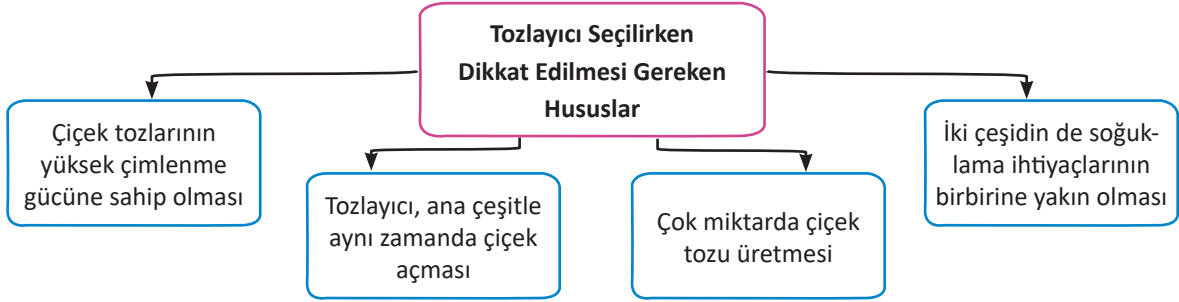 Tozlayıcı Seçilirken
Dikkat Edilmesi Gereken
Hususlar
Çiçek tozlarının
yüksek çimlenme
gücüne sahip olması
Tozlayıcı, ana çeşitle
aynı zamanda çiçek
açması
Çok miktarda çiçek
tozu üretmesi
İki çeşidin de soğuk-
lama ihtiyaçlarının
birbirine yakın olması